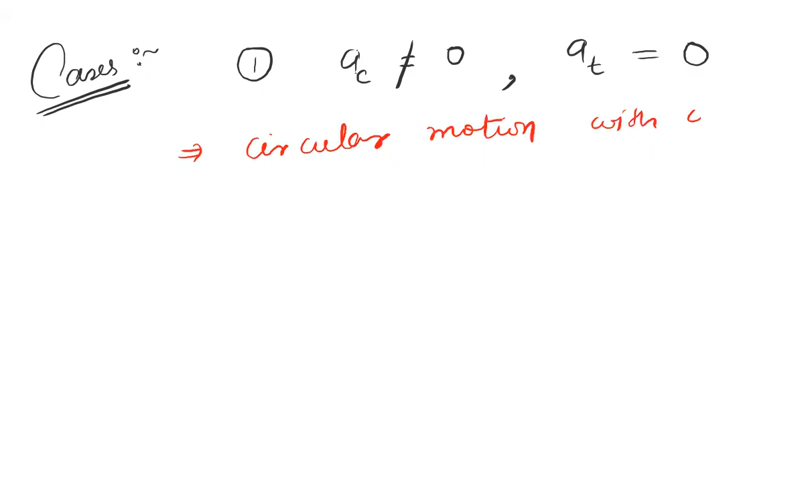 Cases :~ ① a_c ≠ 0 , a_t = 0
⇒ circular motion with c